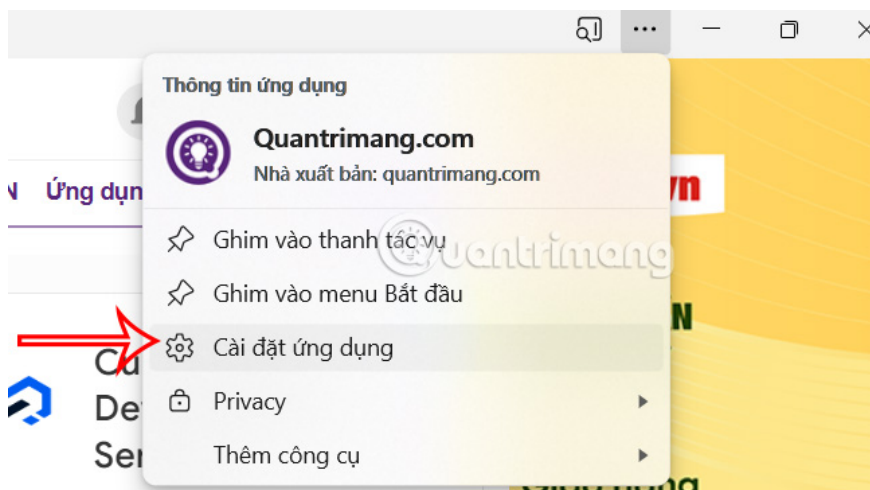 Thông tin ứng dụng
Quantrimang.com
Nhà xuất bản: quantrimang.com
Ứng dụn
Ghim vào thanh tác vụ
uantrimang
Ghim vào menu Bắt đầu
Cài đặt ứng dụng
Privacy
Thêm công cụ